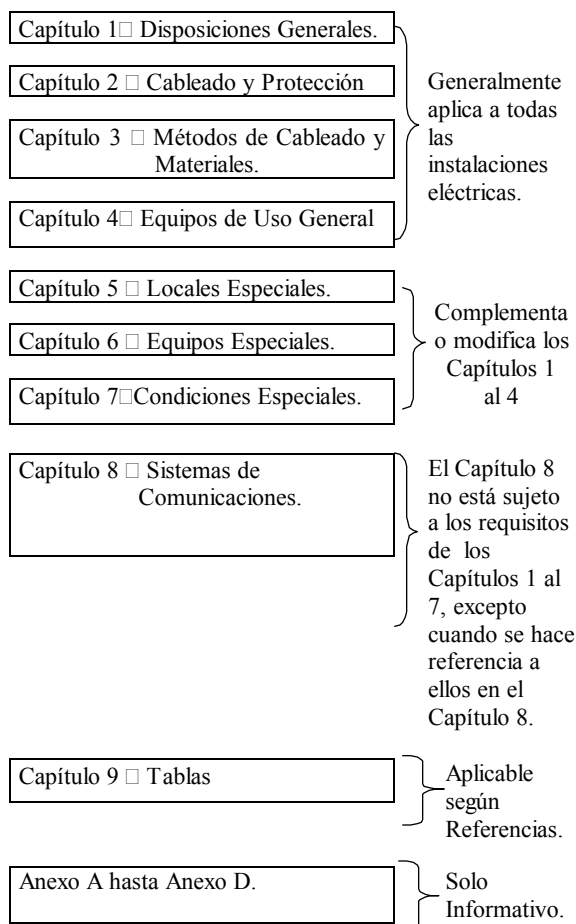 Capítulo 1□ Disposiciones Generales.
Capítulo 2 □ Cableado y Protección
Capítulo 3 □ Métodos de Cableado y
Materiales.
Capítulo 4□ Equipos de Uso General
Generalmente
aplica a todas
las
instalaciones
eléctricas.
Capítulo 5 □ Locales Especiales.
Capítulo 6 □ Equipos Especiales.
Capítulo 7□Condiciones Especiales.
Complementa
o modifica los
Capítulos 1
al 4
Capítulo 8 □ Sistemas de
Comunicaciones.
El Capítulo 8
no está sujeto
a los requisitos
de los
Capítulos 1 al
7, excepto
cuando se hace
referencia a
ellos en el
Capítulo 8.
Capítulo 9 □ Tablas
Aplicable
según
Referencias.
Anexo A hasta Anexo D.
Solo
Informativo.